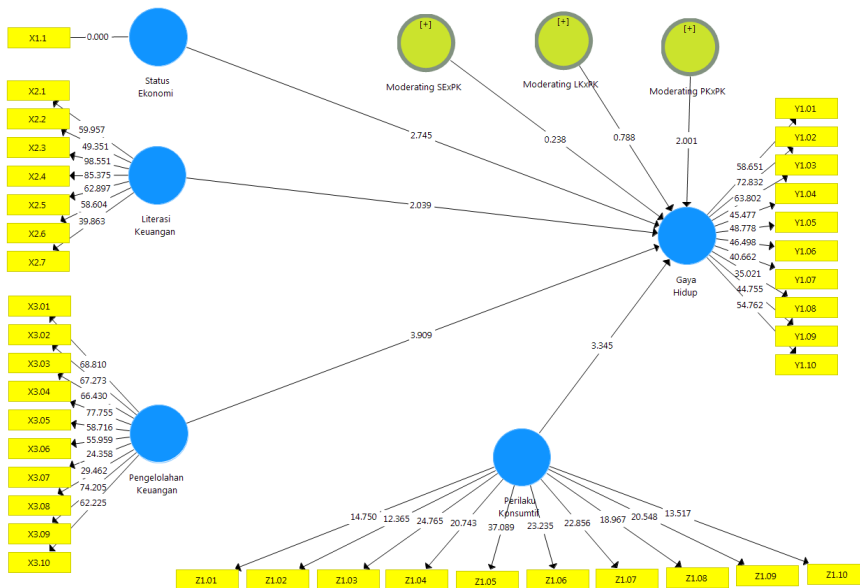 X1.1
0.000
Status
Ekonomi
[+]
Moderating SExPK
[+]
Moderating LKxPK
[+]
Moderating PKxPK
X2.1
X2.2
X2.3
X2.4
X2.5
X2.6
X2.7
59.957
49.351
98.551
85.375
62.897
58.604
39.863
Literasi
Keuangan
2.745
0.238
0.788
2.001
2.039
3.909
3.345
Gaya
Hidup
58.651
72.832
63.802
45.477
48.778
46.498
40.662
35.021
44.755
54.762
Y1.01
Y1.02
Y1.03
Y1.04
Y1.05
Y1.06
Y1.07
Y1.08
Y1.09
Y1.10
X3.01
X3.02
X3.03
X3.04
X3.05
X3.06
X3.07
X3.08
X3.09
X3.10
68.810
67.273
66.430
77.755
58.716
55.959
24.358
29.462
74.205
62.225
Pengelolahan
Keuangan
Perilaku
Konsumtif
14.750
12.365
24.765
20.743
37.089
23.235
22.856
18.967
20.548
13.517
Z1.01
Z1.02
Z1.03
Z1.04
Z1.05
Z1.06
Z1.07
Z1.08
Z1.09
Z1.10